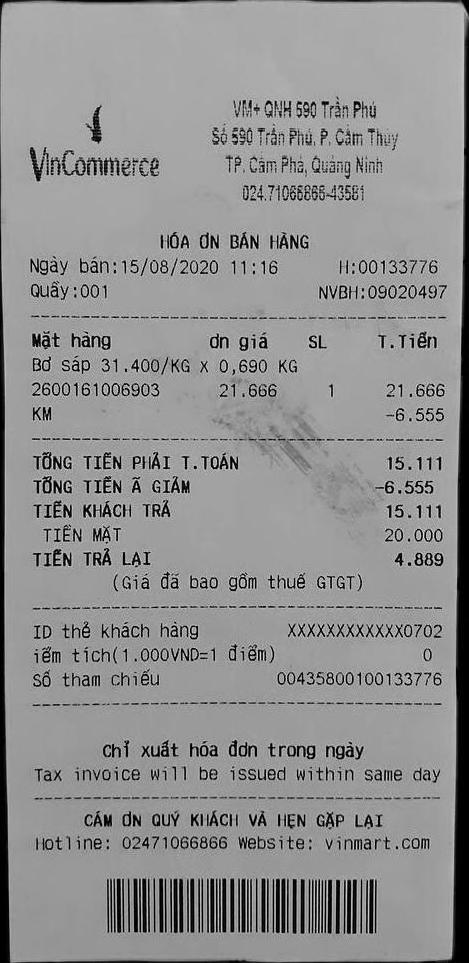 VinCommerce
VM+ QNH 590 Trần Phú
Số 590 Trần Phú, P. Cẩm Thủy
TP. Cẩm Phả, Quảng Ninh
024.71066866-43581
HÓA ƠN BÁN HÀNG
Ngày bán:15/08/2020 11:16 H:00133776
Quầy:001 NVBH:09020497
Mặt hàng ơn giá SL T.Tiền
Bơ sáp 31.400/KG X 0,690 KG
2600161006903 21.666 1 21.666
KM -6.555
TỔNG TIỀN PHẢI T.TOÁN 15.111
TỔNG TIỀN Ã GIẢM -6.555
TIỀN KHÁCH TRẢ 15.111
TIỀN MẶT 20.000
TIỀN TRẢ LẠI 4.889
(Giá đã bao gồm thuế GTGT)
ID thẻ khách hàng XXXXXXXXXXXX0702
iểm tích(1.000VND=1 điểm) 0
Số tham chiếu 00435800100133776
Chỉ xuất hóa đơn trong ngày
Tax invoice will be issued within same day
CẢM ƠN QUÝ KHÁCH VÀ HẸN GẶP LẠI
Hotline: 02471066866 Website: vinmart.com